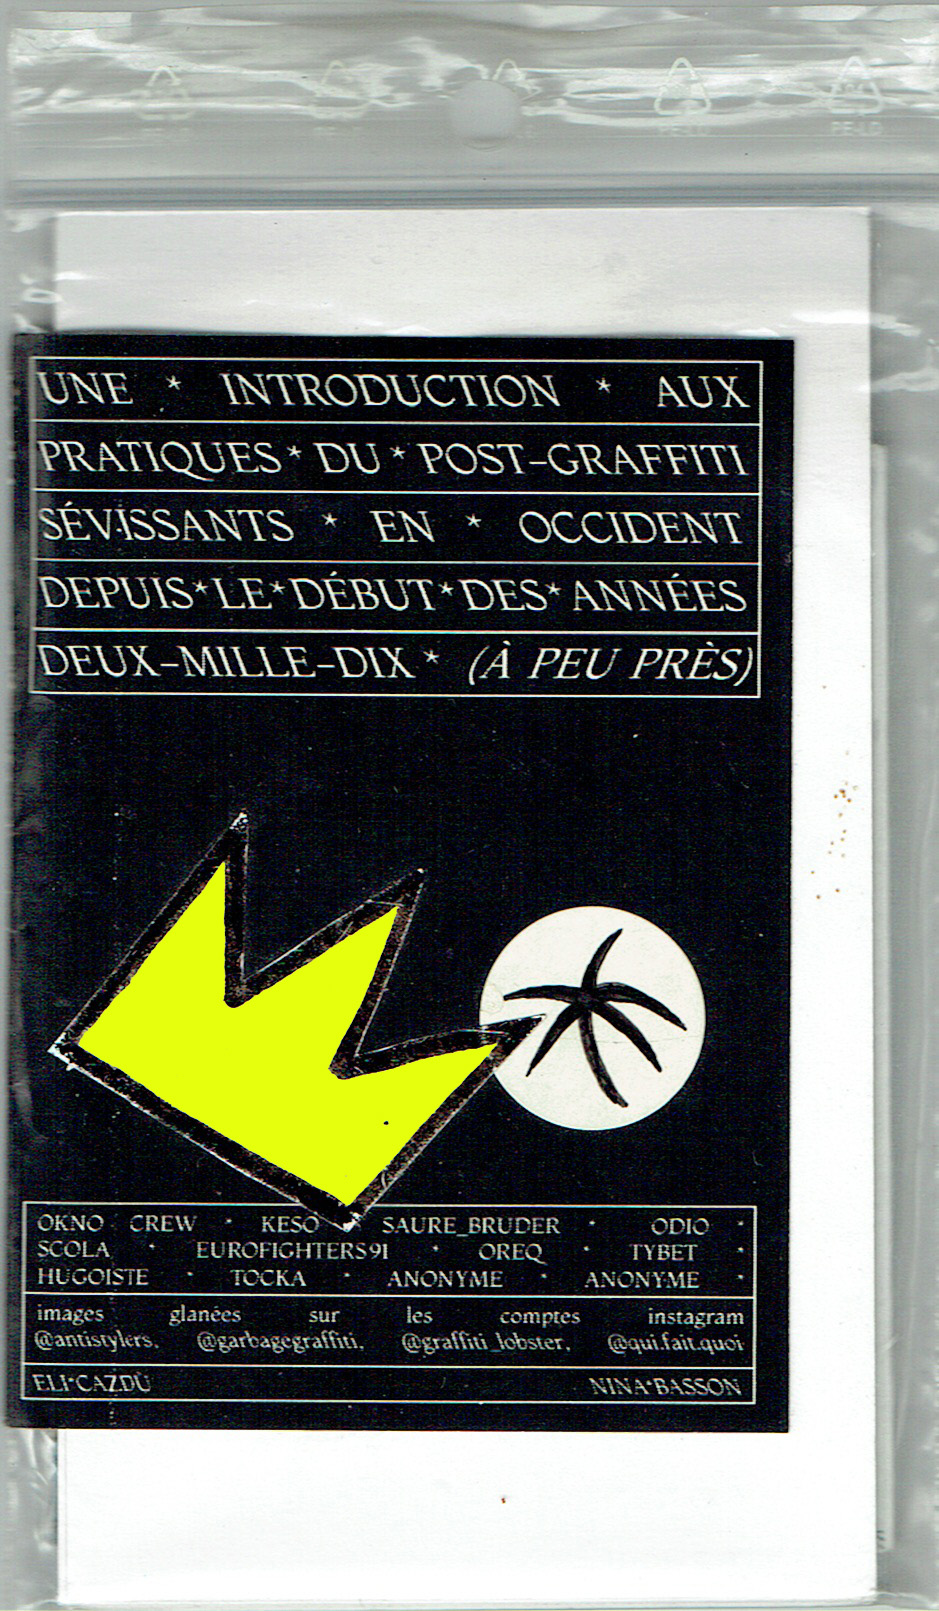 PE-LD
UNE * INTRODUCTION * AUX
PRATIQUES * DU * POST-GRAFFITI
SÉVISSANTS * EN * OCCIDENT
DEPUIS * LE * DÉBUT * DES * ANNÉES
DEUX-MILLE-DIX * (À PEU PRÈS)
OKNO CREW * KESO * SAURE_BRUDER * ODIO *
SCOLA * EUROFIGHTERS91 * OREQ * TYBET *
HUGOISTE * TOCKA * ANONYME * ANONYME *
images glanées sur les comptes instagram
@antistylers, @garbagegraffiti, @graffiti_lobster, @qui.fait.quoi
ELI*CAZDU NINA*BASSON